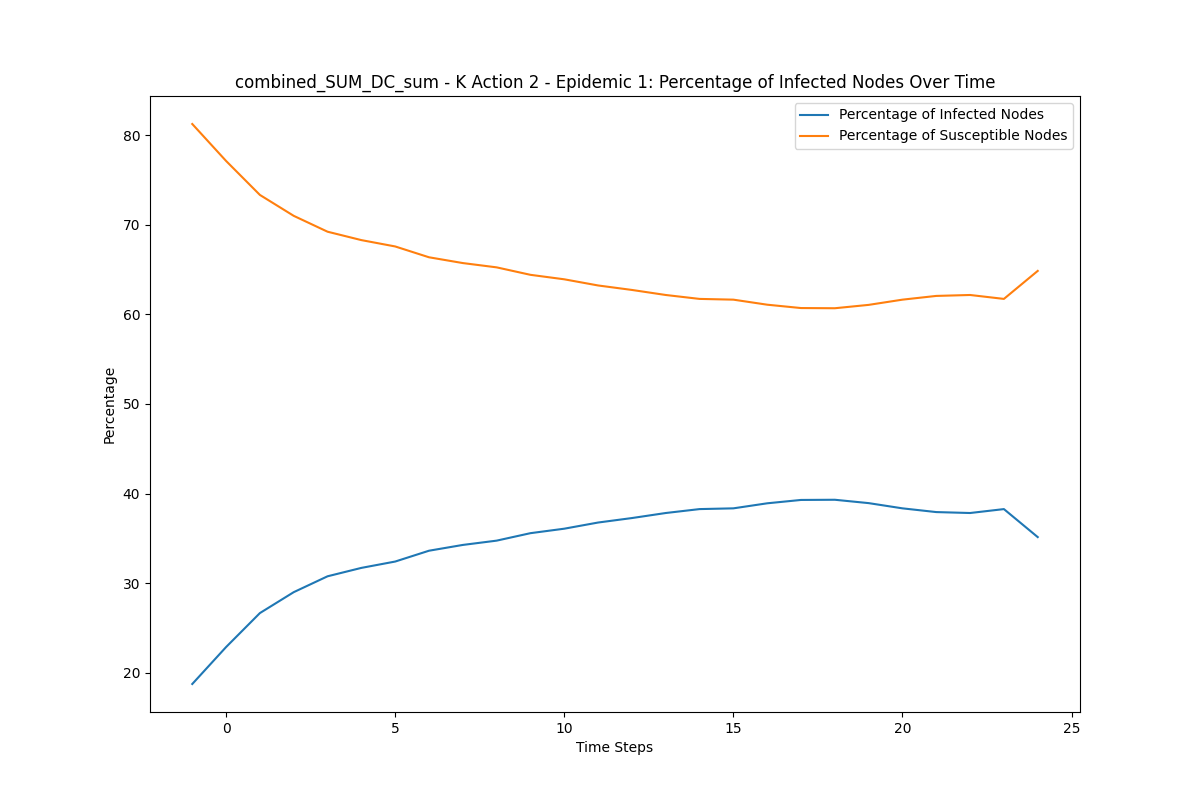 combined_SUM_DC_sum - K Action 2 - Epidemic 1: Percentage of Infected Nodes Over Time
Percentage of Infected Nodes
Percentage of Susceptible Nodes
80
70
60
50
40
30
20
Percentage
0 5 10 15 20 25
Time Steps